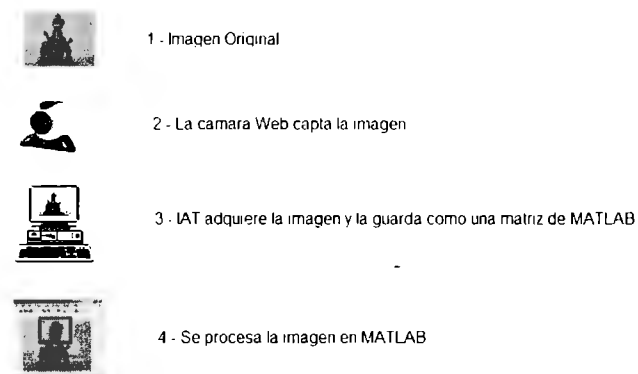 1 - Imagen Original
2 - La camara Web capta la imagen
3 - IAT adquiere la imagen y la guarda como una matriz de MATLAB
4 - Se procesa la imagen en MATLAB